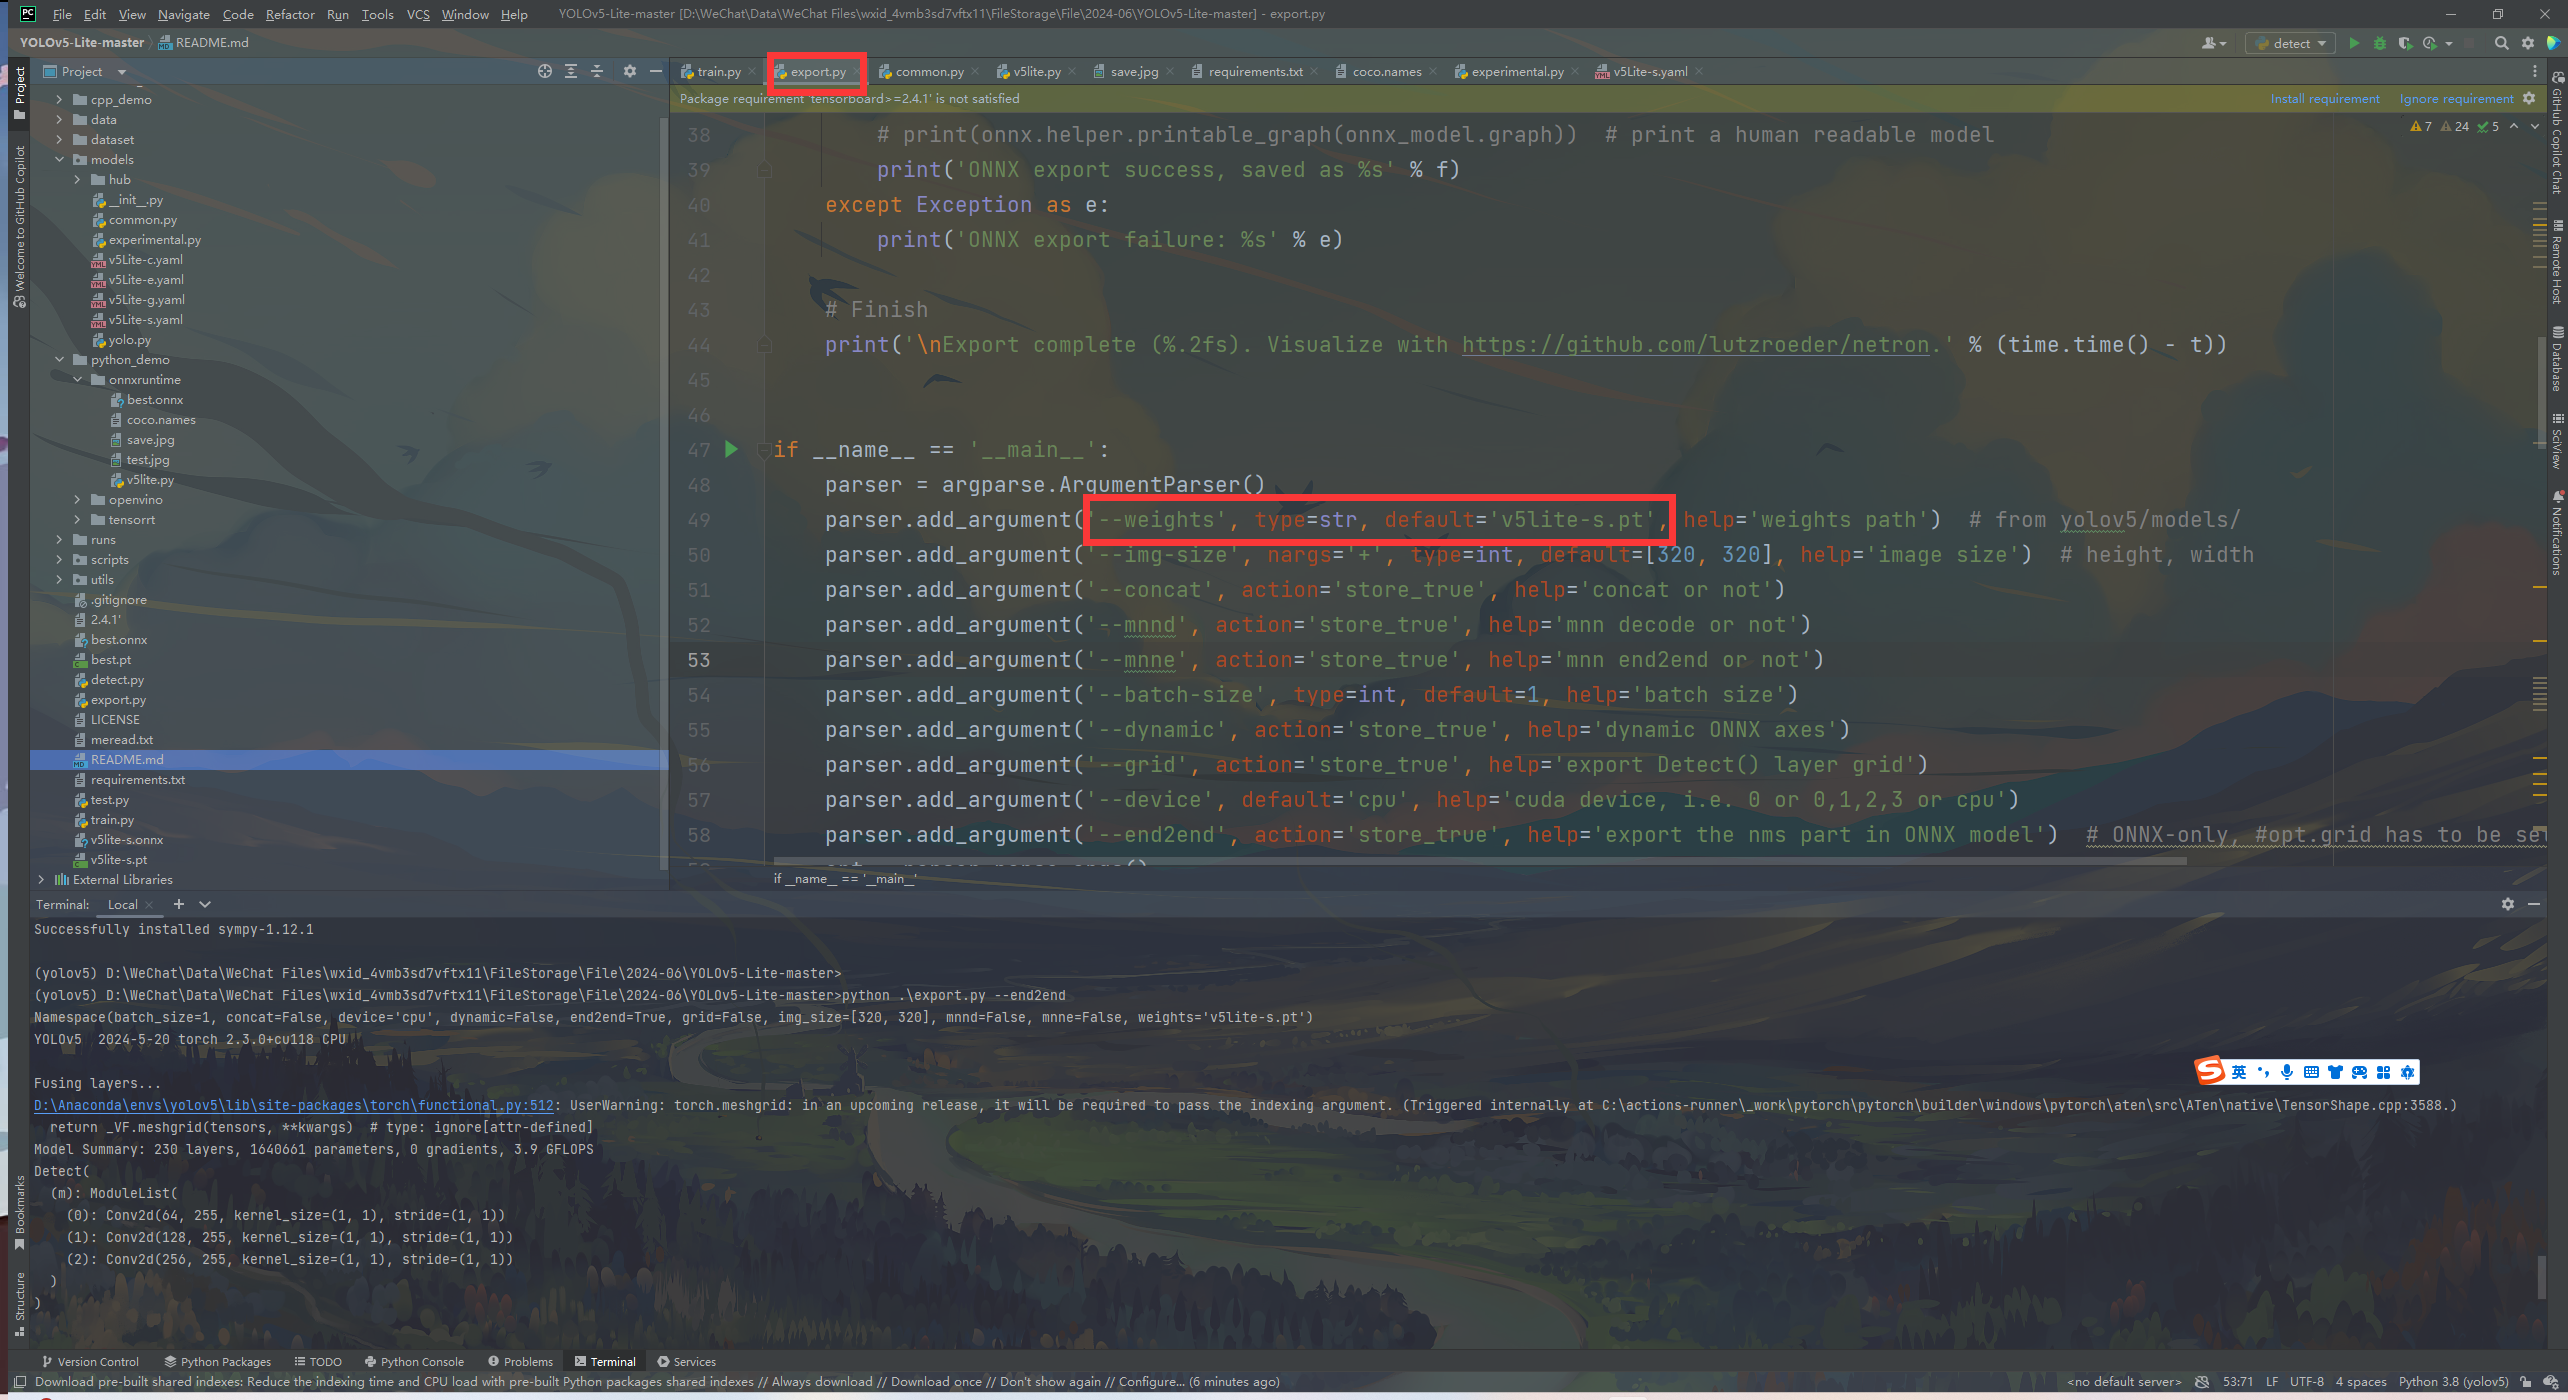 File Edit View Navigate Code Refactor Run Tools VCS Window Help YOLOv5-Lite-master [D:\WeChat\Data\WeChat Files\wxid_4vmb3sd7vftx11\FileStorage\File\2024-06\YOLOv5-Lite-master] - export.py
YOLOv5-Lite-master README.md detect
Project
train.py export.py common.py v5lite.py save.jpg requirements.txt coco.names experimental.py v5Lite-s.yaml
Package requirement 'tensorboard>=2.4.1' is not satisfied Install requirement Ignore requirement
7 24 5
Project
Welcome to GitHub Copilot
Bookmarks
Structure
cpp_demo
data
dataset
models
hub
__init__.py
common.py
experimental.py
v5Lite-c.yaml
v5Lite-e.yaml
v5Lite-g.yaml
v5Lite-s.yaml
yolo.py
python_demo
onnxruntime
best.onnx
coco.names
save.jpg
test.jpg
v5lite.py
openvino
tensorrt
runs
scripts
utils
.gitignore
2.4.1'
best.onnx
best.pt
detect.py
export.py
LICENSE
meread.txt
README.md
requirements.txt
test.py
train.py
v5lite-s.onnx
v5lite-s.pt
External Libraries
38 # print(onnx.helper.printable_graph(onnx_model.graph))  # print a human readable model
39 print('ONNX export success, saved as %s' % f)
40 except Exception as e:
41 print('ONNX export failure: %s' % e)
42
43 # Finish
44 print('\nExport complete (%.2fs). Visualize with https://github.com/lutzroeder/netron.' % (time.time() - t))
45
46
47 if __name__ == '__main__':
48 parser = argparse.ArgumentParser()
49 parser.add_argument('--weights', type=str, default='v5lite-s.pt', help='weights path')  # from yolov5/models/
50 parser.add_argument('--img-size', nargs='+', type=int, default=[320, 320], help='image size')  # height, width
51 parser.add_argument('--concat', action='store_true', help='concat or not')
52 parser.add_argument('--mnnd', action='store_true', help='mnn decode or not')
53 parser.add_argument('--mnne', action='store_true', help='mnn end2end or not')
54 parser.add_argument('--batch-size', type=int, default=1, help='batch size')
55 parser.add_argument('--dynamic', action='store_true', help='dynamic ONNX axes')
56 parser.add_argument('--grid', action='store_true', help='export Detect() layer grid')
57 parser.add_argument('--device', default='cpu', help='cuda device, i.e. 0 or 0,1,2,3 or cpu')
58 parser.add_argument('--end2end', action='store_true', help='export the nms part in ONNX model')  # ONNX-only, #opt.grid has to be se
if __name__ == '__main__'
GitHub Copilot Chat
Remote Host
Database
SciView
Notifications
Terminal: Local
Successfully installed sympy-1.12.1
(yolov5) D:\WeChat\Data\WeChat Files\wxid_4vmb3sd7vftx11\FileStorage\File\2024-06\YOLOv5-Lite-master>
(yolov5) D:\WeChat\Data\WeChat Files\wxid_4vmb3sd7vftx11\FileStorage\File\2024-06\YOLOv5-Lite-master>python .\export.py --end2end
Namespace(batch_size=1, concat=False, device='cpu', dynamic=False, end2end=True, grid=False, img_size=[320, 320], mnnd=False, mnne=False, weights='v5lite-s.pt')
YOLOv5  2024-5-20 torch 2.3.0+cu118 CPU
Fusing layers...
英
D:\Anaconda\envs\yolov5\lib\site-packages\torch\functional.py:512: UserWarning: torch.meshgrid: in an upcoming release, it will be required to pass the indexing argument. (Triggered internally at C:\actions-runner\_work\pytorch\pytorch\builder\windows\pytorch\aten\src\ATen\native\TensorShape.cpp:3588.)
return _VF.meshgrid(tensors, **kwargs)  # type: ignore[attr-defined]
Model Summary: 230 layers, 1640661 parameters, 0 gradients, 3.9 GFLOPS
Detect(
(m): ModuleList(
(0): Conv2d(64, 255, kernel_size=(1, 1), stride=(1, 1))
(1): Conv2d(128, 255, kernel_size=(1, 1), stride=(1, 1))
(2): Conv2d(256, 255, kernel_size=(1, 1), stride=(1, 1))
)
)
Version Control Python Packages TODO Python Console Problems Terminal Services
Download pre-built shared indexes: Reduce the indexing time and CPU load with pre-built Python packages shared indexes // Always download // Download once // Don't show again // Configure... (6 minutes ago) <no default server> 53:71 LF UTF-8 4 spaces Python 3.8 (yolov5)